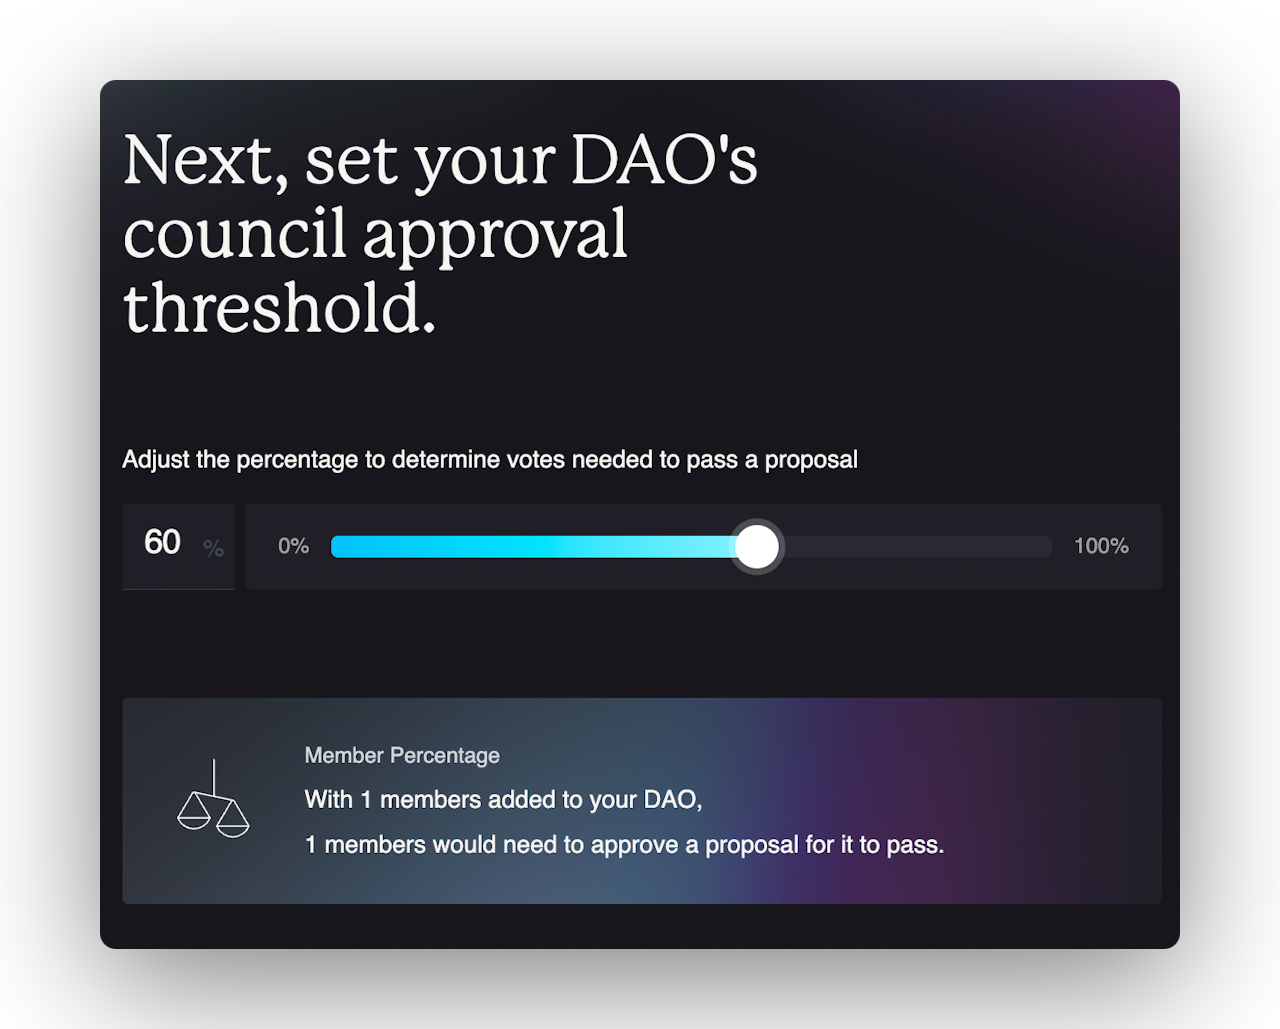 Next, set your DAO's
council approval
threshold.
Adjust the percentage to determine votes needed to pass a proposal
60 %
0% 100%
Member Percentage
With 1 members added to your DAO,
1 members would need to approve a proposal for it to pass.